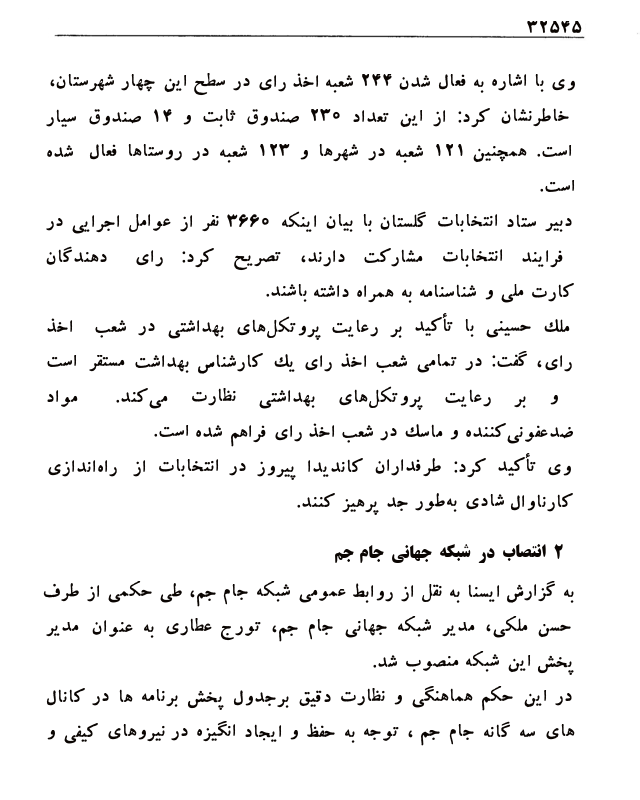 ۳۲۵۴۵
وی با اشاره به فعال شدن ۲۴۴ شعبه اخذ رای در سطح این چهار شهرستان،
خاطرنشان کرد: از این تعداد ۲۳۰ صندوق ثابت و ۱۴ صندوق سیار
است. همچنین ۱۲۱ شعبه در شهرها و ۱۲۳ شعبه در روستاها فعال شده
است.
دبیر ستاد انتخابات گلستان با بیان اینکه ۳۶۶۰ نفر از عوامل اجرایی در
فرایند انتخابات مشارکت دارند، تصریح کرد: رای دهندگان
کارت ملی و شناسنامه به همراه داشته باشند.
ملك حسینی با تأکید بر رعایت پروتکل‌های بهداشتی در شعب اخذ
رای، گفت: در تمامی شعب اخذ رای یك کارشناس بهداشت مستقر است
و بر رعایت پروتکل‌های بهداشتی نظارت می‌کند. مواد
ضدعفونی‌کننده و ماسك در شعب اخذ رای فراهم شده است.
وی تأکید کرد: طرفداران کاندیدا پیروز در انتخابات از راه‌اندازی
کارناوال شادی به‌طور جد پرهیز کنند.
۲ انتصاب در شبکه جهانی جام جم
به گزارش ایسنا به نقل از روابط عمومی شبکه جام جم، طی حکمی از طرف
حسن ملکی، مدیر شبکه جهانی جام جم، تورج عطاری به عنوان مدیر
پخش این شبکه منصوب شد.
در این حکم هماهنگی و نظارت دقیق برجدول پخش برنامه ها در کانال
های سه گانه جام جم ، توجه به حفظ و ایجاد انگیزه در نیروهای کیفی و